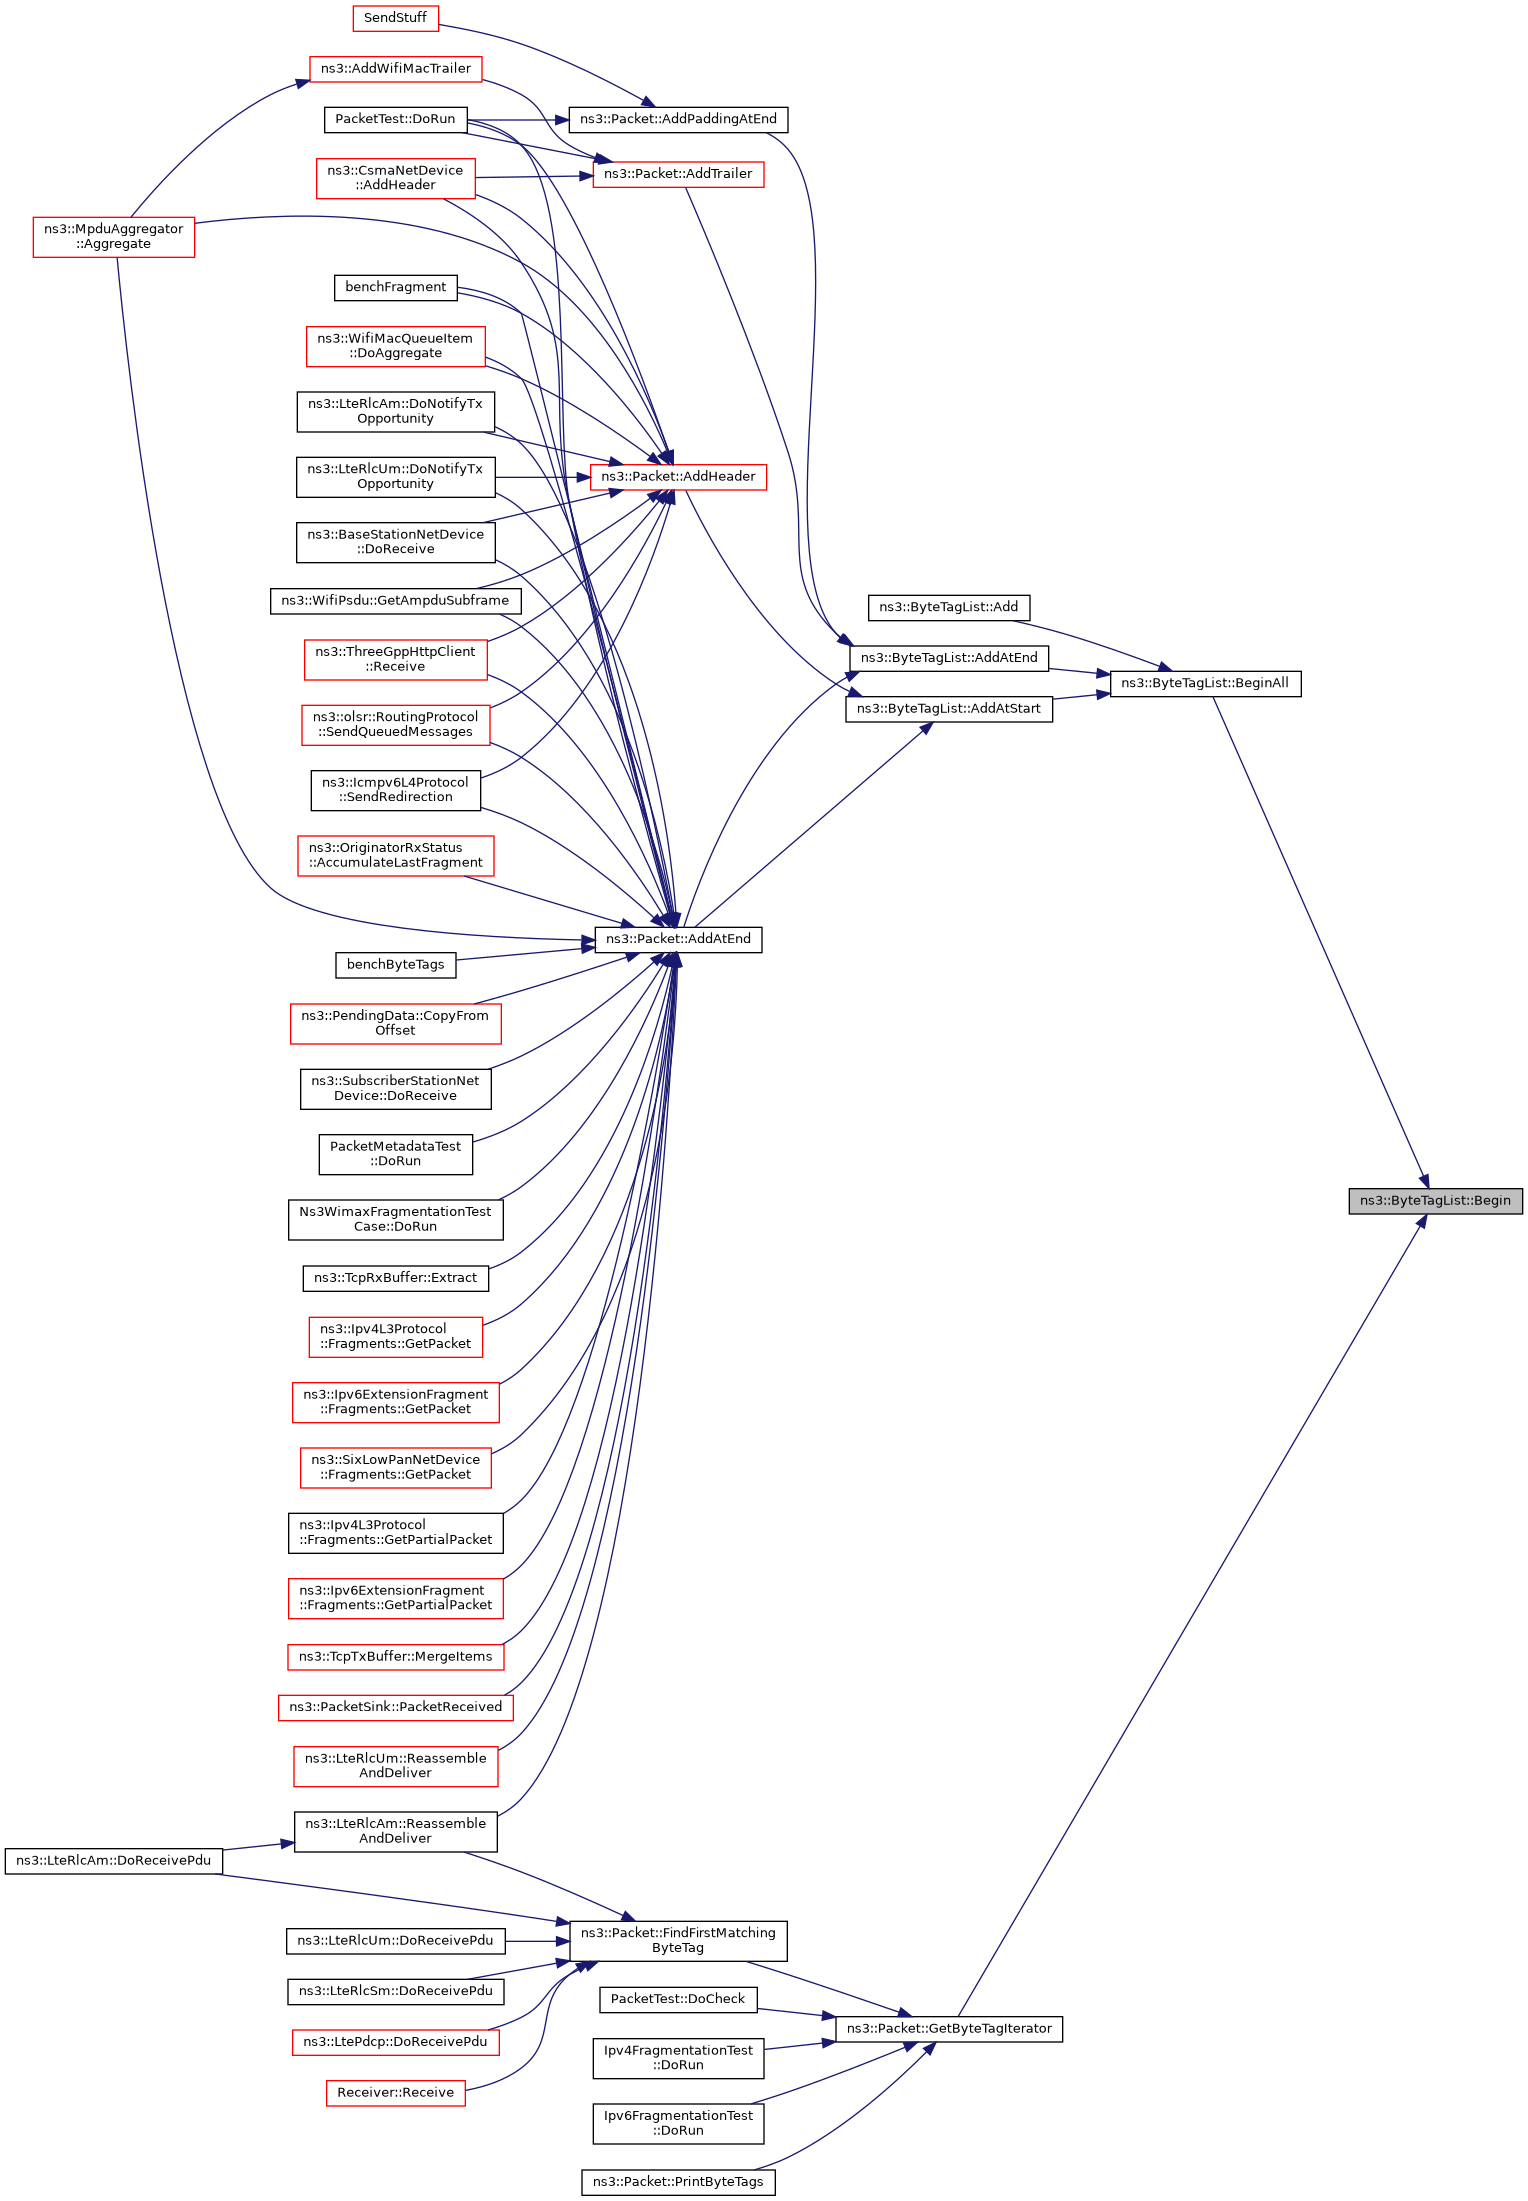 SendStuff
ns3::AddWifiMacTrailer
PacketTest::DoRun
ns3::Packet::AddPaddingAtEnd
ns3::CsmaNetDevice
::AddHeader
ns3::Packet::AddTrailer
ns3::MpduAggregator
::Aggregate
benchFragment
ns3::WifiMacQueueItem
::DoAggregate
ns3::LteRlcAm::DoNotifyTx
Opportunity
ns3::LteRlcUm::DoNotifyTx
Opportunity
ns3::Packet::AddHeader
ns3::BaseStationNetDevice
::DoReceive
ns3::WifiPsdu::GetAmpduSubframe
ns3::ByteTagList::Add
ns3::ThreeGppHttpClient
::Receive
ns3::ByteTagList::AddAtEnd
ns3::ByteTagList::BeginAll
ns3::olsr::RoutingProtocol
::SendQueuedMessages
ns3::ByteTagList::AddAtStart
ns3::Icmpv6L4Protocol
::SendRedirection
ns3::OriginatorRxStatus
::AccumulateLastFragment
ns3::Packet::AddAtEnd
benchByteTags
ns3::PendingData::CopyFrom
Offset
ns3::SubscriberStationNet
Device::DoReceive
PacketMetadataTest
::DoRun
Ns3WimaxFragmentationTest
Case::DoRun
ns3::ByteTagList::Begin
ns3::TcpRxBuffer::Extract
ns3::Ipv4L3Protocol
::Fragments::GetPacket
ns3::Ipv6ExtensionFragment
::Fragments::GetPacket
ns3::SixLowPanNetDevice
::Fragments::GetPacket
ns3::Ipv4L3Protocol
::Fragments::GetPartialPacket
ns3::Ipv6ExtensionFragment
::Fragments::GetPartialPacket
ns3::TcpTxBuffer::MergeItems
ns3::PacketSink::PacketReceived
ns3::LteRlcUm::Reassemble
AndDeliver
ns3::LteRlcAm::Reassemble
AndDeliver
ns3::LteRlcAm::DoReceivePdu
ns3::Packet::FindFirstMatching
ByteTag
ns3::LteRlcUm::DoReceivePdu
ns3::LteRlcSm::DoReceivePdu
PacketTest::DoCheck
ns3::Packet::GetByteTagIterator
ns3::LtePdcp::DoReceivePdu
Ipv4FragmentationTest
::DoRun
Receiver::Receive
Ipv6FragmentationTest
::DoRun
ns3::Packet::PrintByteTags